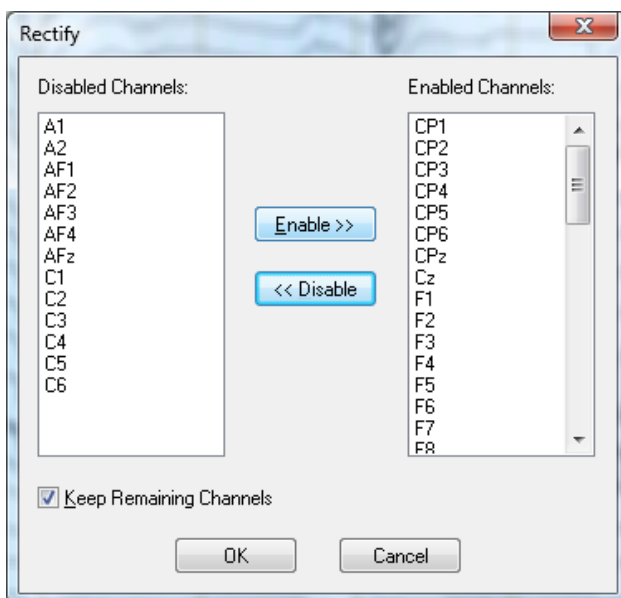 Rectify
Disabled Channels:
A1
A2
AF1
AF2
AF3
AF4
AFz
C1
C2
C3
C4
C5
C6
Enable >>
<< Disable
Enabled Channels:
CP1
CP2
CP3
CP4
CP5
CP6
CPz
Cz
F1
F2
F3
F4
F5
F6
F7
F8
Keep Remaining Channels
OK
Cancel